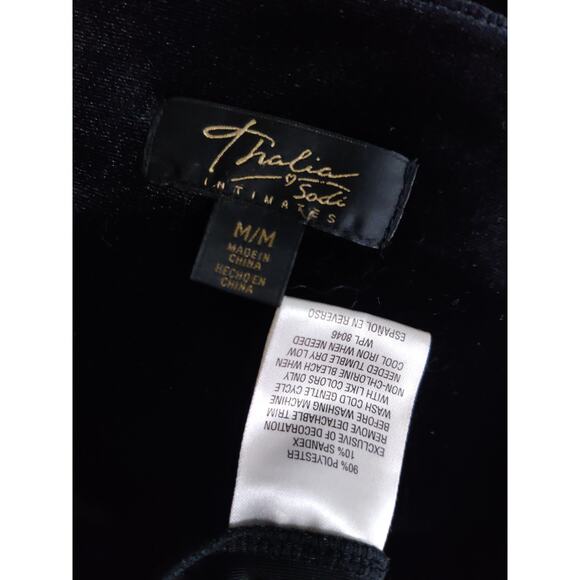 Thalia
Sodi
INTIMATES
M/M
MADE IN
CHINA
HECHO EN
CHINA
90% POLYESTER
10% SPANDEX
EXCLUSIVE OF DECORATION
REMOVE DETACHABLE TRIM
BEFORE WASHING MACHINE
WASH COLD GENTLE CYCLE
WITH LIKE COLORS ONLY
NON-CHLORINE BLEACH WHEN
NEEDED TUMBLE DRY LOW
COOL IRON WHEN NEEDED
WPL 8046
ESPAÑOL EN REVERSO